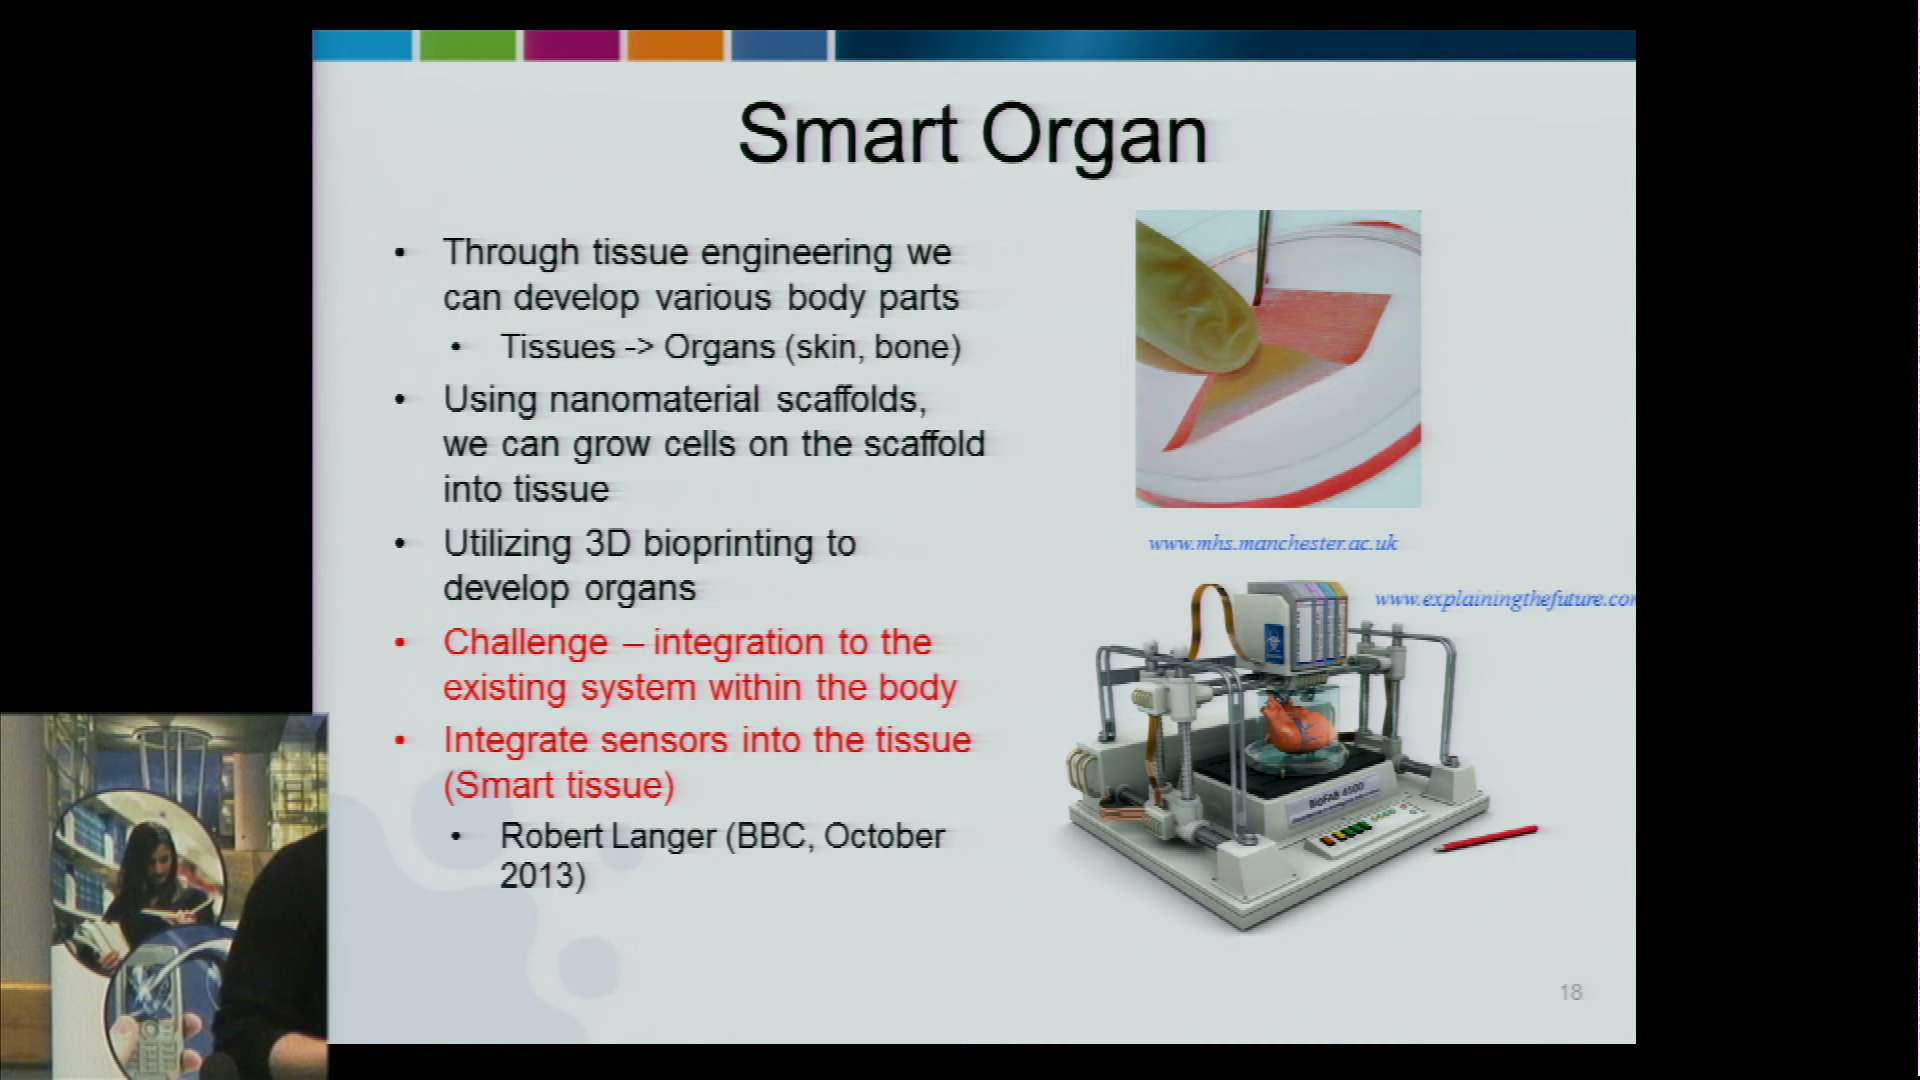 Smart Organ
• Through tissue engineering we
can develop various body parts
• Tissues -> Organs (skin, bone)
• Using nanomaterial scaffolds,
we can grow cells on the scaffold
into tissue
• Utilizing 3D bioprinting to
develop organs
• Challenge – integration to the
existing system within the body
• Integrate sensors into the tissue
(Smart tissue)
• Robert Langer (BBC, October
2013)
www.mhs.manchester.ac.uk
www.explainingthefuture.com
BioFAB 4500
18